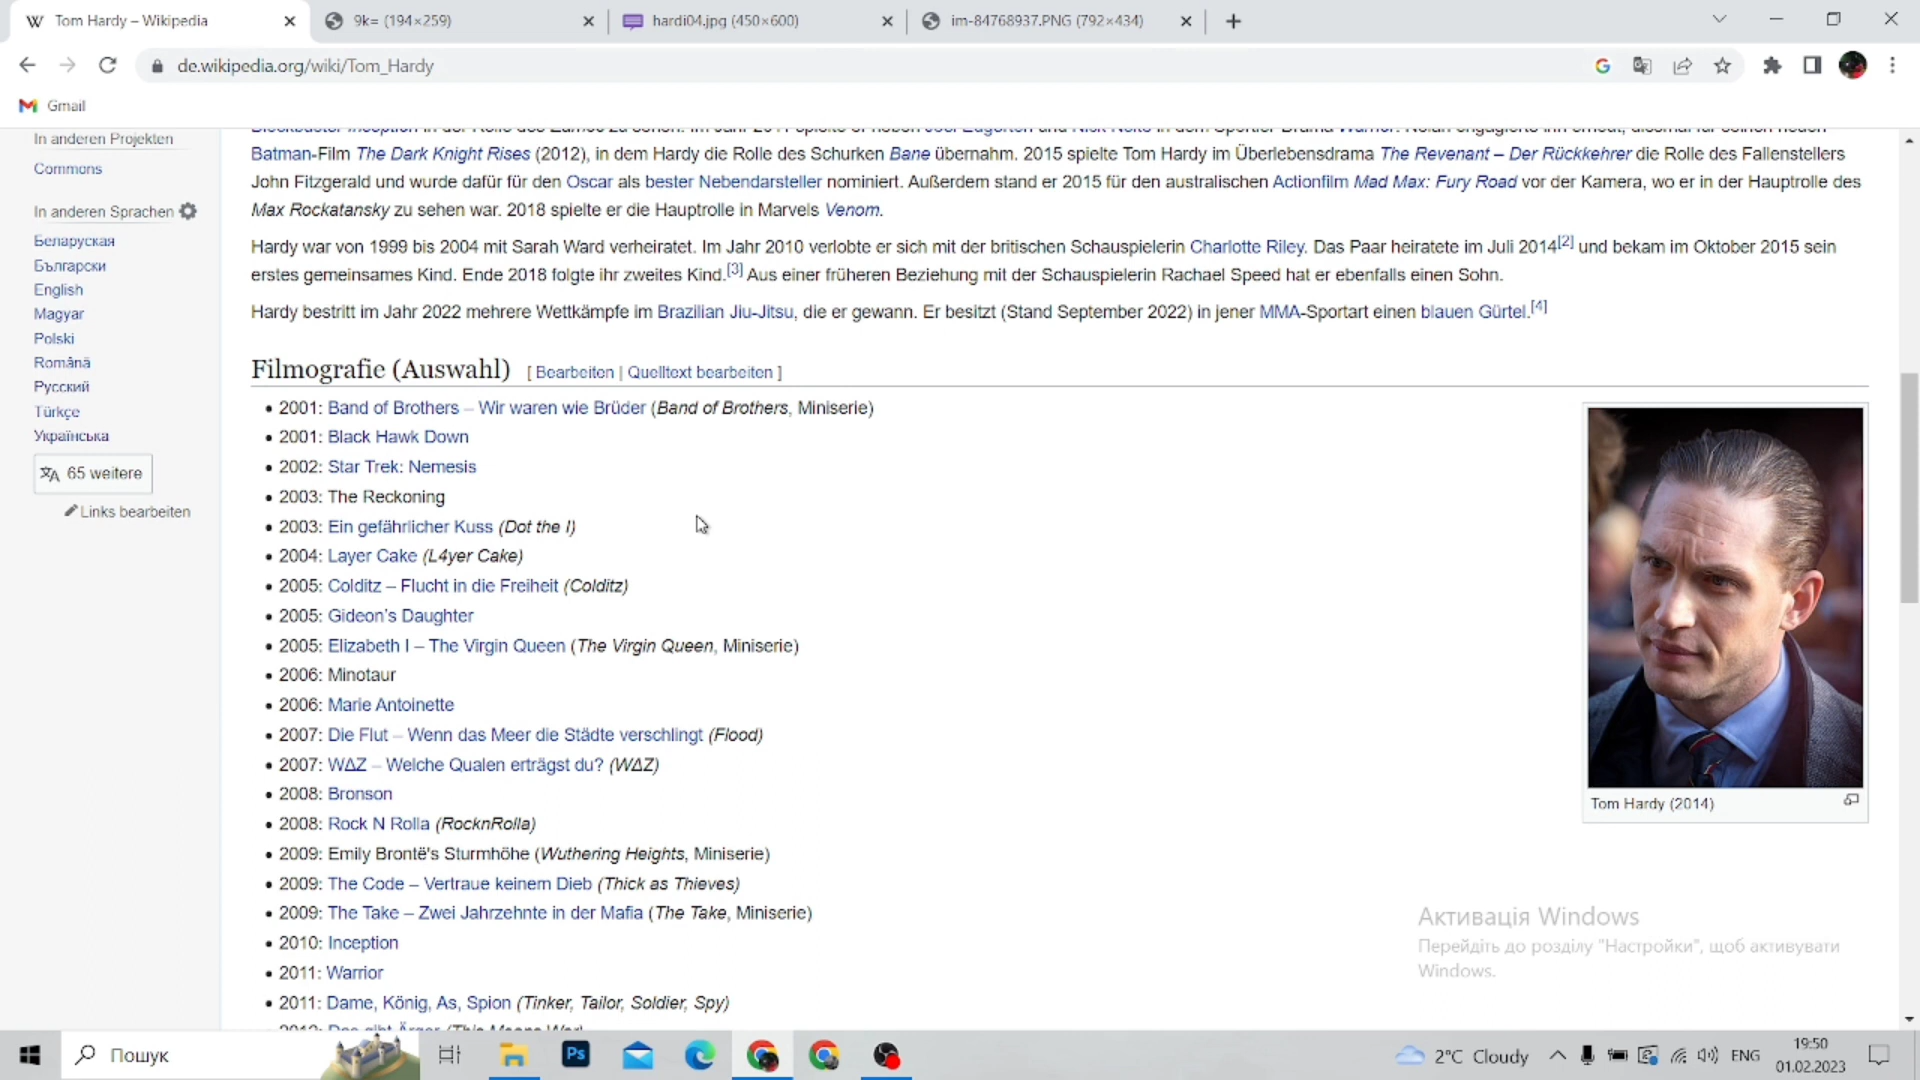 Tom Hardy – Wikipedia
9k= (194×259)
hardi04.jpg (450×600)
im-84768937.PNG (792×434)
de.wikipedia.org/wiki/Tom_Hardy
Gmail
In anderen Projekten
Commons
In anderen Sprachen
Беларуская
Български
English
Magyar
Polski
Română
Русский
Türkçe
Українська
65 weitere
Links bearbeiten
Batman-Film The Dark Knight Rises (2012), in dem Hardy die Rolle des Schurken Bane übernahm. 2015 spielte Tom Hardy im Überlebensdrama The Revenant – Der Rückkehrer die Rolle des Fallenstellers
John Fitzgerald und wurde dafür für den Oscar als bester Nebendarsteller nominiert. Außerdem stand er 2015 für den australischen Actionfilm Mad Max: Fury Road vor der Kamera, wo er in der Hauptrolle des
Max Rockatansky zu sehen war. 2018 spielte er die Hauptrolle in Marvels Venom.
Hardy war von 1999 bis 2004 mit Sarah Ward verheiratet. Im Jahr 2010 verlobte er sich mit der britischen Schauspielerin Charlotte Riley. Das Paar heiratete im Juli 2014[2] und bekam im Oktober 2015 sein
erstes gemeinsames Kind. Ende 2018 folgte ihr zweites Kind.[3] Aus einer früheren Beziehung mit der Schauspielerin Rachael Speed hat er ebenfalls einen Sohn.
Hardy bestritt im Jahr 2022 mehrere Wettkämpfe im Brazilian Jiu-Jitsu, die er gewann. Er besitzt (Stand September 2022) in jener MMA-Sportart einen blauen Gürtel.[4]
Filmografie (Auswahl) [ Bearbeiten | Quelltext bearbeiten ]
• 2001: Band of Brothers – Wir waren wie Brüder (Band of Brothers, Miniserie)
• 2001: Black Hawk Down
• 2002: Star Trek: Nemesis
• 2003: The Reckoning
• 2003: Ein gefährlicher Kuss (Dot the I)
• 2004: Layer Cake (L4yer Cake)
• 2005: Colditz – Flucht in die Freiheit (Colditz)
• 2005: Gideon's Daughter
• 2005: Elizabeth I – The Virgin Queen (The Virgin Queen, Miniserie)
• 2006: Minotaur
• 2006: Marie Antoinette
• 2007: Die Flut – Wenn das Meer die Städte verschlingt (Flood)
• 2007: WΔZ – Welche Qualen erträgst du? (WΔZ)
• 2008: Bronson
• 2008: Rock N Rolla (RocknRolla)
• 2009: Emily Brontë's Sturmhöhe (Wuthering Heights, Miniserie)
• 2009: The Code – Vertraue keinem Dieb (Thick as Thieves)
• 2009: The Take – Zwei Jahrzehnte in der Mafia (The Take, Miniserie)
• 2010: Inception
• 2011: Warrior
• 2011: Dame, König, As, Spion (Tinker, Tailor, Soldier, Spy)
Tom Hardy (2014)
Активація Windows
Перейдіть до розділу "Настройки", щоб активувати
Windows.
Пошук
Ps
2°C Cloudy
ENG
19:50
01.02.2023